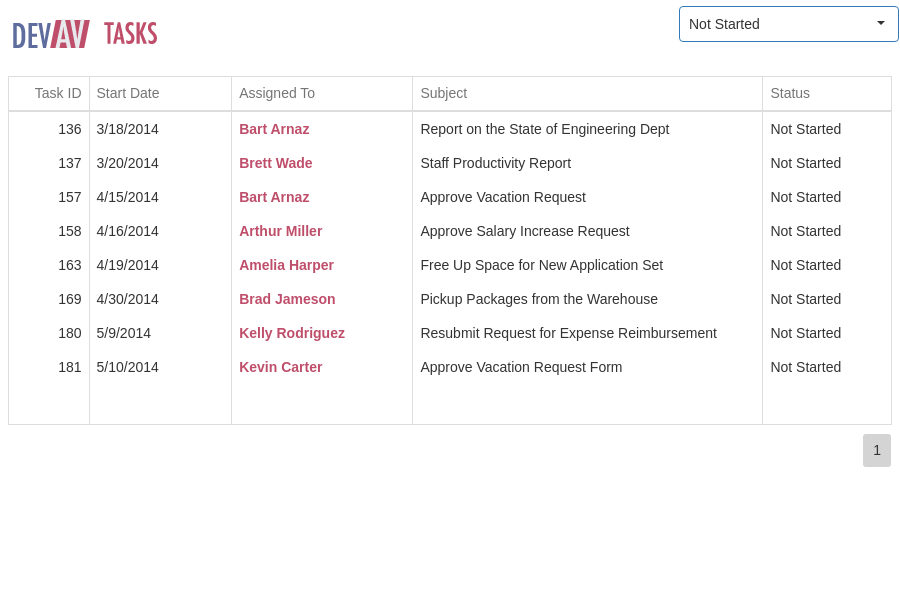 DEVAV TASKS
Not Started
Task ID Start Date Assigned To Subject Status
136 3/18/2014 Bart Arnaz Report on the State of Engineering Dept Not Started
137 3/20/2014 Brett Wade Staff Productivity Report Not Started
157 4/15/2014 Bart Arnaz Approve Vacation Request Not Started
158 4/16/2014 Arthur Miller Approve Salary Increase Request Not Started
163 4/19/2014 Amelia Harper Free Up Space for New Application Set Not Started
169 4/30/2014 Brad Jameson Pickup Packages from the Warehouse Not Started
180 5/9/2014 Kelly Rodriguez Resubmit Request for Expense Reimbursement Not Started
181 5/10/2014 Kevin Carter Approve Vacation Request Form Not Started
1